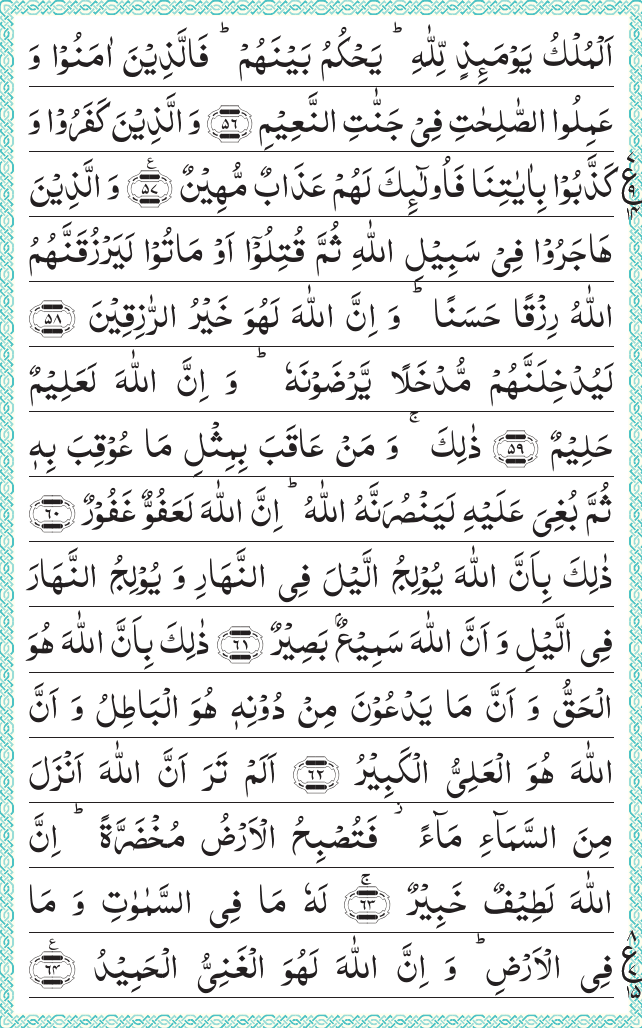 اَلْمُلْكُ يَوْمَىِٕذٍ لِّلّٰهِ ؕ يَحْكُمُ بَيْنَهُمْ ؕ فَالَّذِيْنَ اٰمَنُوْا وَ
عَمِلُوا الصّٰلِحٰتِ فِيْ جَنّٰتِ النَّعِيْمِ ﴿۵۶﴾ وَ الَّذِيْنَ كَفَرُوْا وَ
كَذَّبُوْا بِاٰيٰتِنَا فَاُولٰٓىِٕكَ لَهُمْ عَذَابٌ مُّهِيْنٌ ﴿۵۷﴾ؑ وَ الَّذِيْنَ
هَاجَرُوْا فِيْ سَبِيْلِ اللّٰهِ ثُمَّ قُتِلُوْۤا اَوْ مَاتُوْا لَيَرْزُقَنَّهُمُ
اللّٰهُ رِزْقًا حَسَنًا ؕ وَ اِنَّ اللّٰهَ لَهُوَ خَيْرُ الرّٰزِقِيْنَ ﴿۵۸﴾
لَيُدْخِلَنَّهُمْ مُّدْخَلًا يَّرْضَوْنَهٗ ؕ وَ اِنَّ اللّٰهَ لَعَلِيْمٌ
حَلِيْمٌ ﴿۵۹﴾ ذٰلِكَ ۚ وَ مَنْ عَاقَبَ بِمِثْلِ مَا عُوْقِبَ بِهٖ
ثُمَّ بُغِيَ عَلَيْهِ لَيَنْصُرَنَّهُ اللّٰهُ ؕ اِنَّ اللّٰهَ لَعَفُوٌّ غَفُوْرٌ ﴿۶۰﴾
ذٰلِكَ بِاَنَّ اللّٰهَ يُوْلِجُ الَّيْلَ فِي النَّهَارِ وَ يُوْلِجُ النَّهَارَ
فِي الَّيْلِ وَ اَنَّ اللّٰهَ سَمِيْعٌۢ بَصِيْرٌ ﴿۶۱﴾ ذٰلِكَ بِاَنَّ اللّٰهَ هُوَ
الْحَقُّ وَ اَنَّ مَا يَدْعُوْنَ مِنْ دُوْنِهٖ هُوَ الْبَاطِلُ وَ اَنَّ
اللّٰهَ هُوَ الْعَلِيُّ الْكَبِيْرُ ﴿۶۲﴾ اَلَمْ تَرَ اَنَّ اللّٰهَ اَنْزَلَ
مِنَ السَّمَآءِ مَآءً ؗ فَتُصْبِحُ الْاَرْضُ مُخْضَرَّةً ؕ اِنَّ
اللّٰهَ لَطِيْفٌ خَبِيْرٌ ﴿۶۳﴾ۚ لَهٗ مَا فِي السَّمٰوٰتِ وَ مَا
فِي الْاَرْضِ ؕ وَ اِنَّ اللّٰهَ لَهُوَ الْغَنِيُّ الْحَمِيْدُ ﴿۶۴﴾ؑ